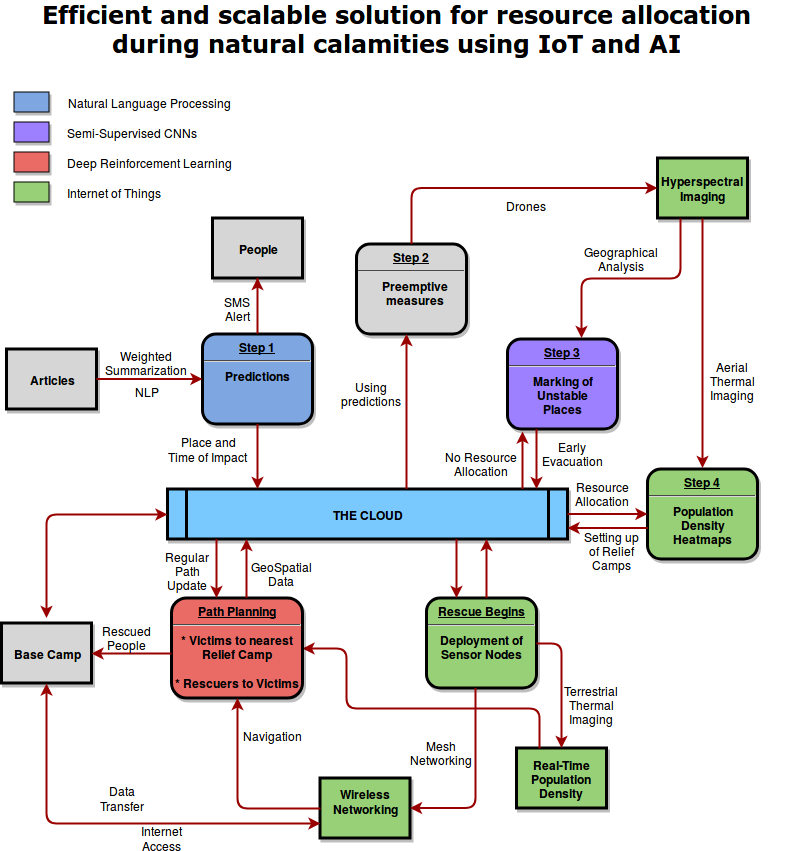 Efficient and scalable solution for resource allocation
during natural calamities using IoT and AI
Natural Language Processing
Semi-Supervised CNNs
Deep Reinforcement Learning
Internet of Things
Hyperspectral
Imaging
Drones
People
Step 2
Preemptive
measures
Geographical
Analysis
SMS
Alert
Step 1
Predictions
Step 3
Marking of
Unstable
Places
Articles
Weighted
Summarization
NLP
Using
predictions
Aerial
Thermal
Imaging
Place and
Time of Impact
No Resource
Allocation
Early
Evacuation
Step 4
Population
Density
Heatmaps
Resource
Allocation
THE CLOUD
Setting up
of Relief
Camps
Regular
Path
Update
GeoSpatial
Data
Path Planning
* Victims to nearest
Relief Camp
* Rescuers to Victims
Rescue Begins
Deployment of
Sensor Nodes
Rescued
People
Base Camp
Terrestrial
Thermal
Imaging
Navigation
Mesh
Networking
Real-Time
Population
Density
Wireless
Networking
Data
Transfer
Internet
Access